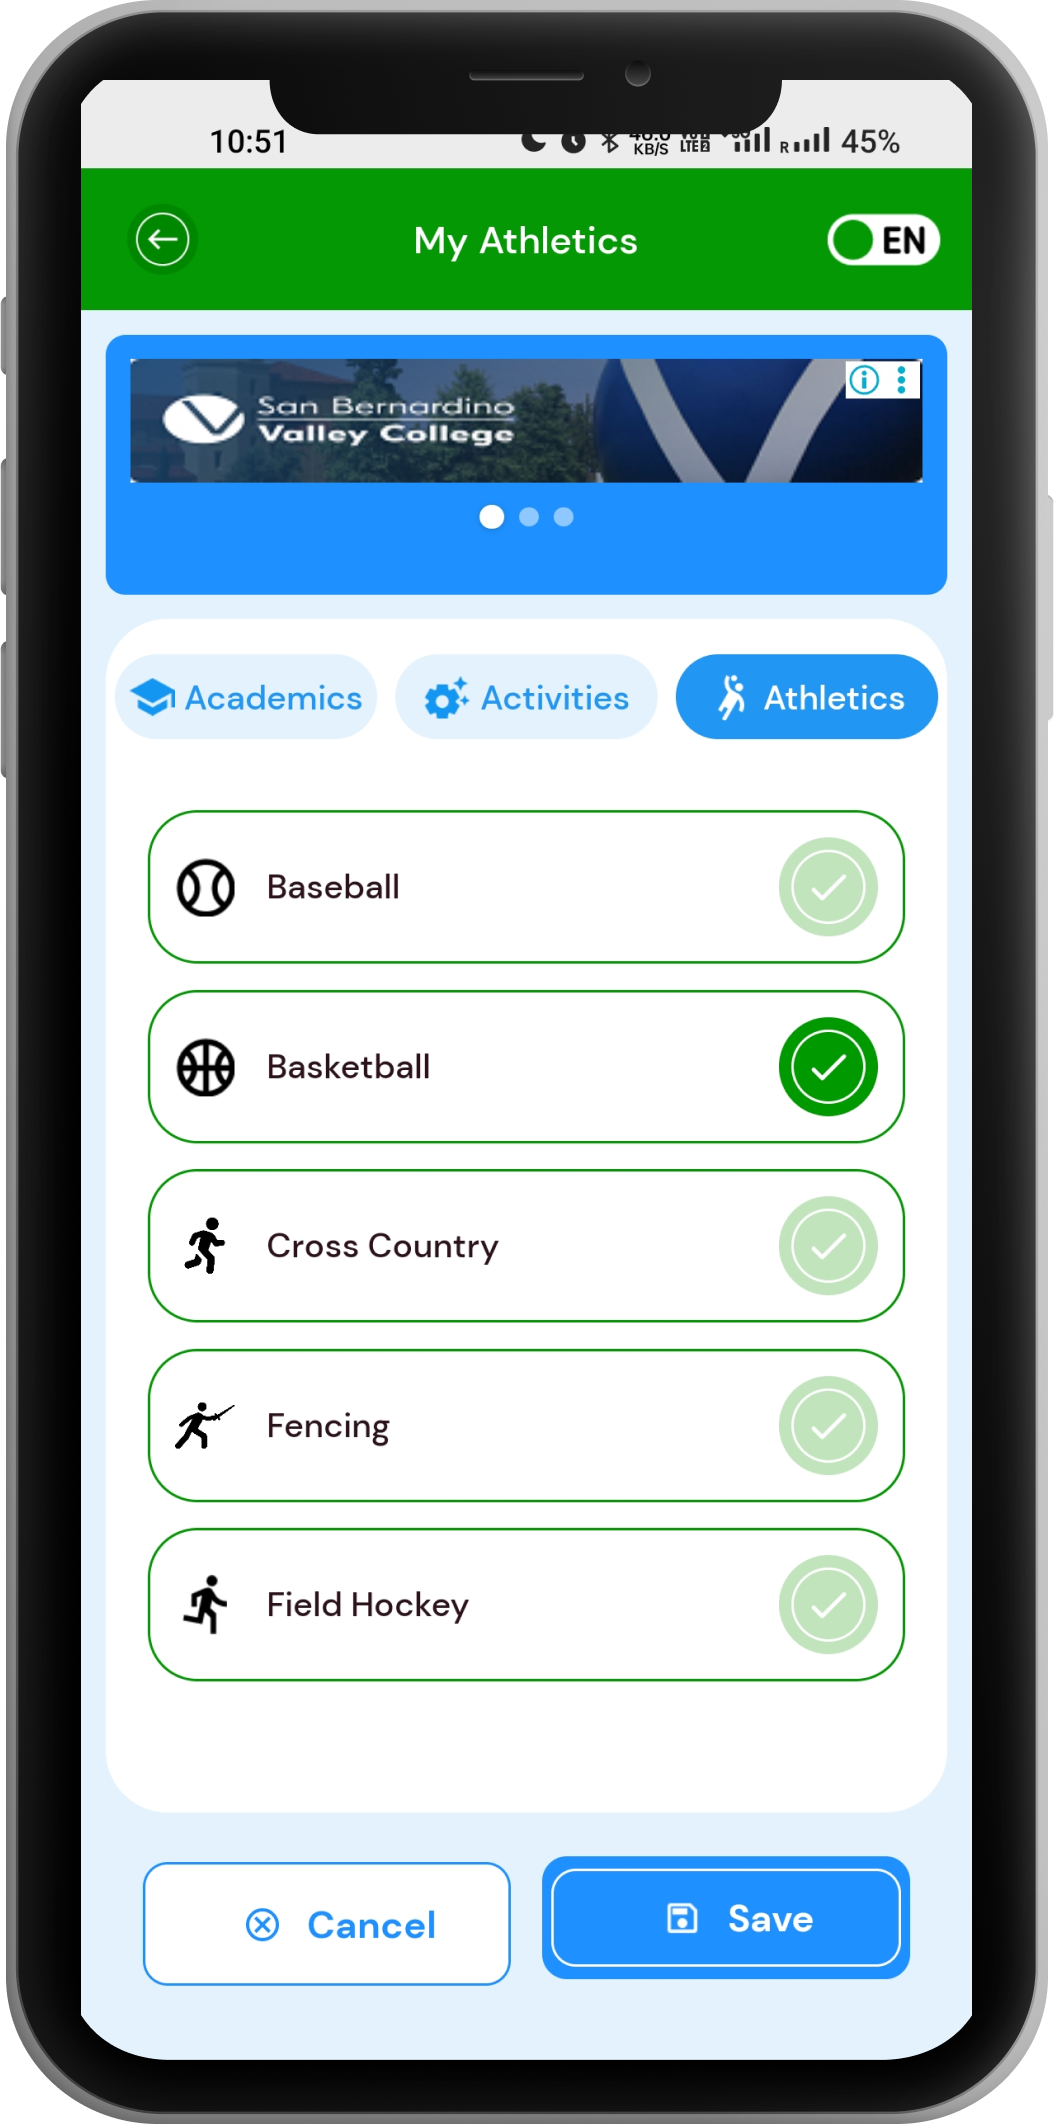 10:51
KB/S
LTE2
R
45%
My Athletics
EN
San Bernardino
Valley College
Academics
Activities
Athletics
Baseball
Basketball
Cross Country
Fencing
Field Hockey
Cancel
Save